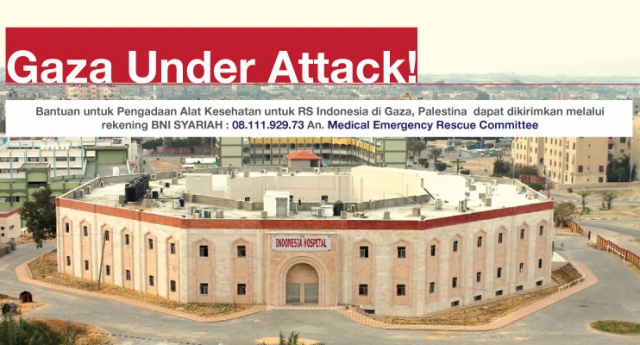 Gaza Under Attack!
Bantuan untuk Pengadaan Alat Kesehatan untuk RS Indonesia di Gaza, Palestina dapat dikirimkan melalui
rekening BNI SYARIAH : 08.111.929.73 An. Medical Emergency Rescue Committee
INDONESIA HOSPITAL